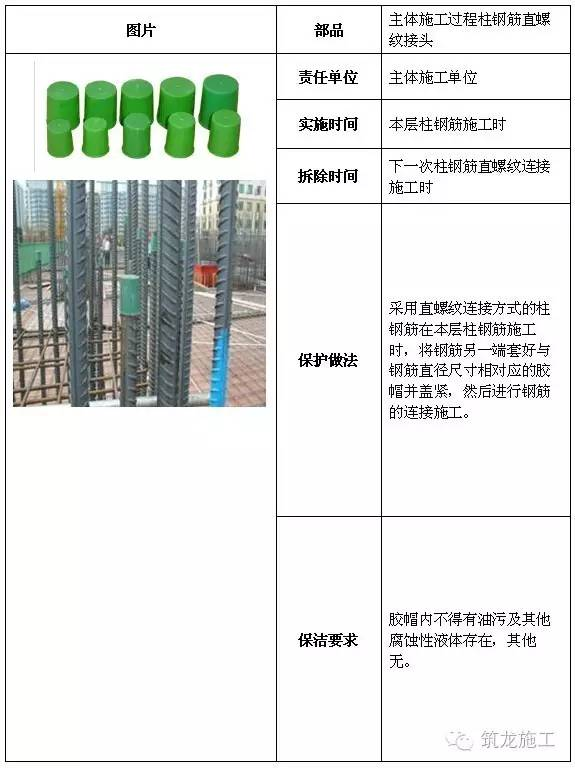 图片
部品
主体施工过程柱钢筋直螺
纹接头
责任单位
主体施工单位
实施时间
本层柱钢筋施工时
拆除时间
下一次柱钢筋直螺纹连接
施工时
保护做法
采用直螺纹连接方式的柱
钢筋在本层柱钢筋施工
时，将钢筋另一端套好与
钢筋直径尺寸相对应的胶
帽并盖紧，然后进行钢筋
的连接施工。
保洁要求
胶帽内不得有油污及其他
腐蚀性液体存在，其他
无。
筑龙施工